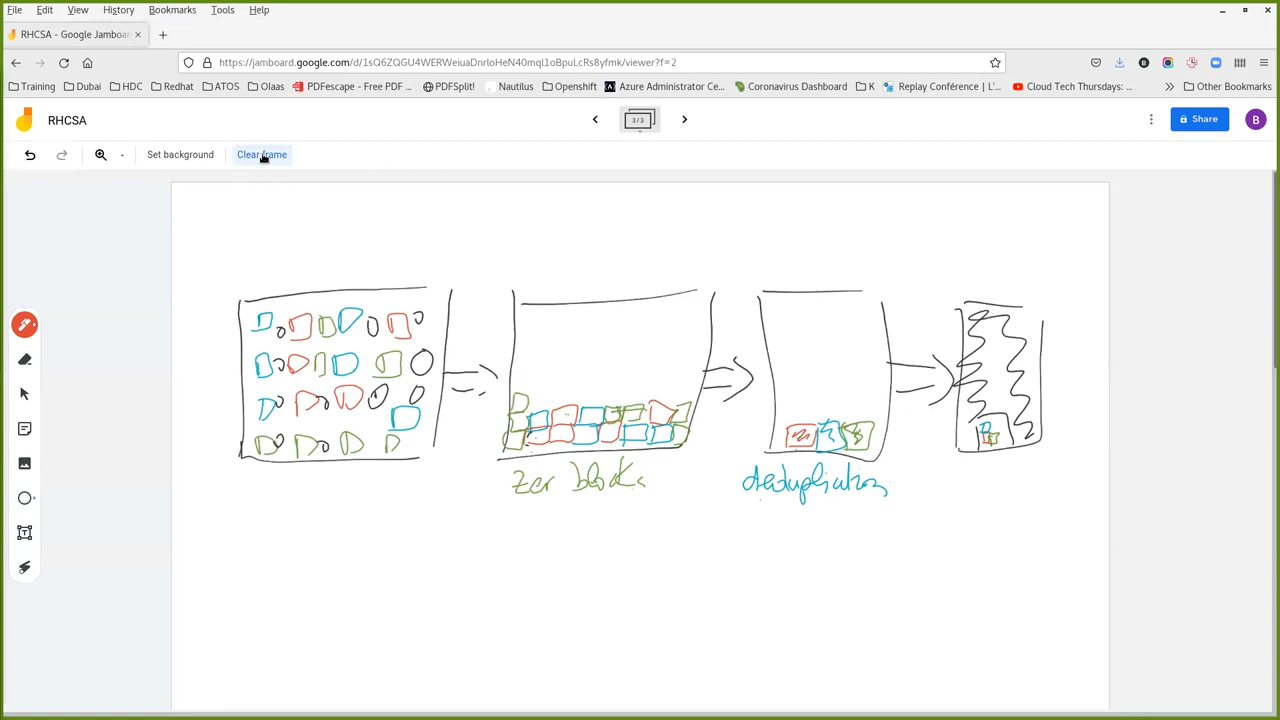 File Edit View History Bookmarks Tools Help
RHCSA - Google Jamboa
https://jamboard.google.com/d/1sQ6ZQGU4WERWeiuaDnrIoHeN40mql1oBpuLcRs8yfmk/viewer?f=2
Training Dubai HDC Redhat ATOS Olaas PDFescape - Free PDF ... PDFSplit! Nautilus Openshift Azure Administrator Ce... Coronavirus Dashboard K Replay Conférence | L'... Cloud Tech Thursdays: ... Other Bookmarks
RHCSA 3/3 Share B
Set background Clear frame
D D D D
D D
D D D
D D D D
zer blocks
deduplication